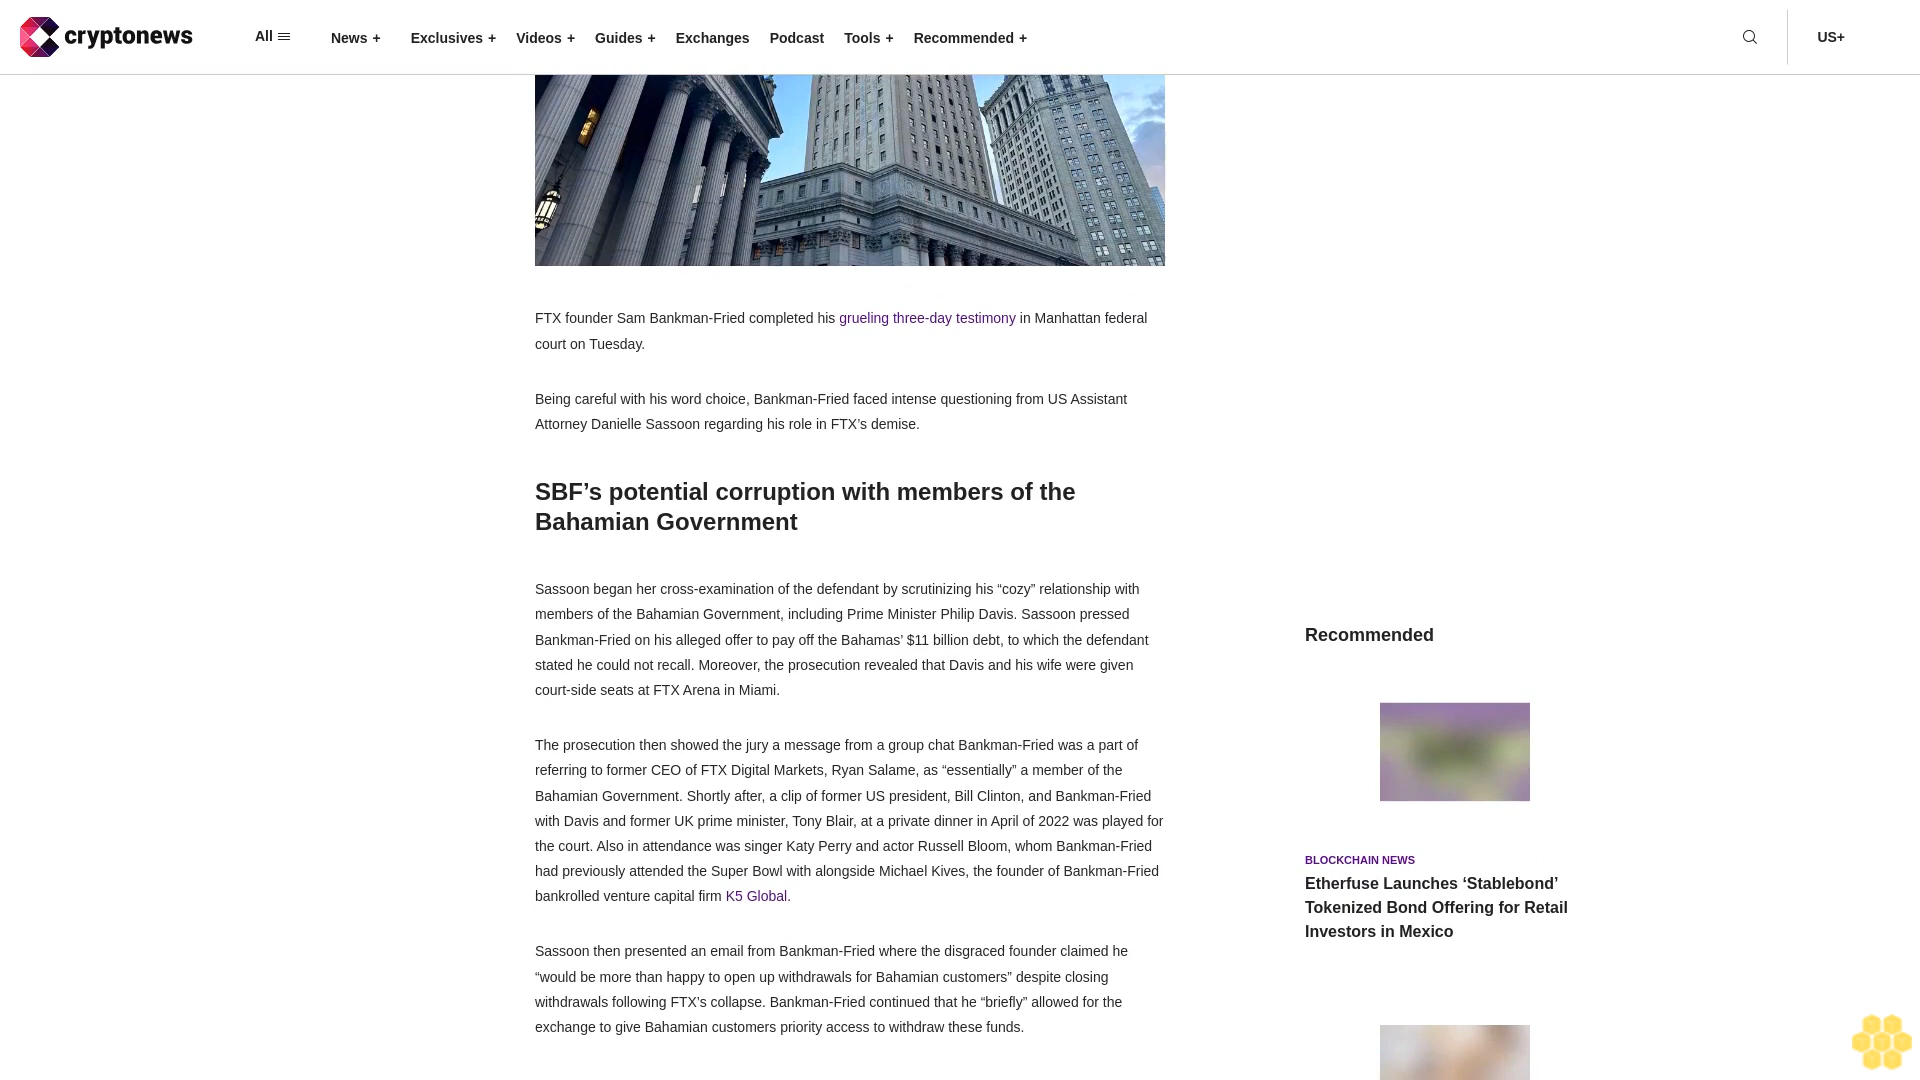 cryptonews
All
News +
Exclusives +
Videos +
Guides +
Exchanges
Podcast
Tools +
Recommended +
US+
FTX founder Sam Bankman-Fried completed his grueling three-day testimony in Manhattan federal
court on Tuesday.
Being careful with his word choice, Bankman-Fried faced intense questioning from US Assistant
Attorney Danielle Sassoon regarding his role in FTX’s demise.
SBF’s potential corruption with members of the
Bahamian Government
Sassoon began her cross-examination of the defendant by scrutinizing his “cozy” relationship with
members of the Bahamian Government, including Prime Minister Philip Davis. Sassoon pressed
Bankman-Fried on his alleged offer to pay off the Bahamas’ $11 billion debt, to which the defendant
stated he could not recall. Moreover, the prosecution revealed that Davis and his wife were given
court-side seats at FTX Arena in Miami.
The prosecution then showed the jury a message from a group chat Bankman-Fried was a part of
referring to former CEO of FTX Digital Markets, Ryan Salame, as “essentially” a member of the
Bahamian Government. Shortly after, a clip of former US president, Bill Clinton, and Bankman-Fried
with Davis and former UK prime minister, Tony Blair, at a private dinner in April of 2022 was played for
the court. Also in attendance was singer Katy Perry and actor Russell Bloom, whom Bankman-Fried
had previously attended the Super Bowl with alongside Michael Kives, the founder of Bankman-Fried
bankrolled venture capital firm K5 Global.
Sassoon then presented an email from Bankman-Fried where the disgraced founder claimed he
“would be more than happy to open up withdrawals for Bahamian customers” despite closing
withdrawals following FTX’s collapse. Bankman-Fried continued that he “briefly” allowed for the
exchange to give Bahamian customers priority access to withdraw these funds.
Recommended
BLOCKCHAIN NEWS
Etherfuse Launches ‘Stablebond’
Tokenized Bond Offering for Retail
Investors in Mexico